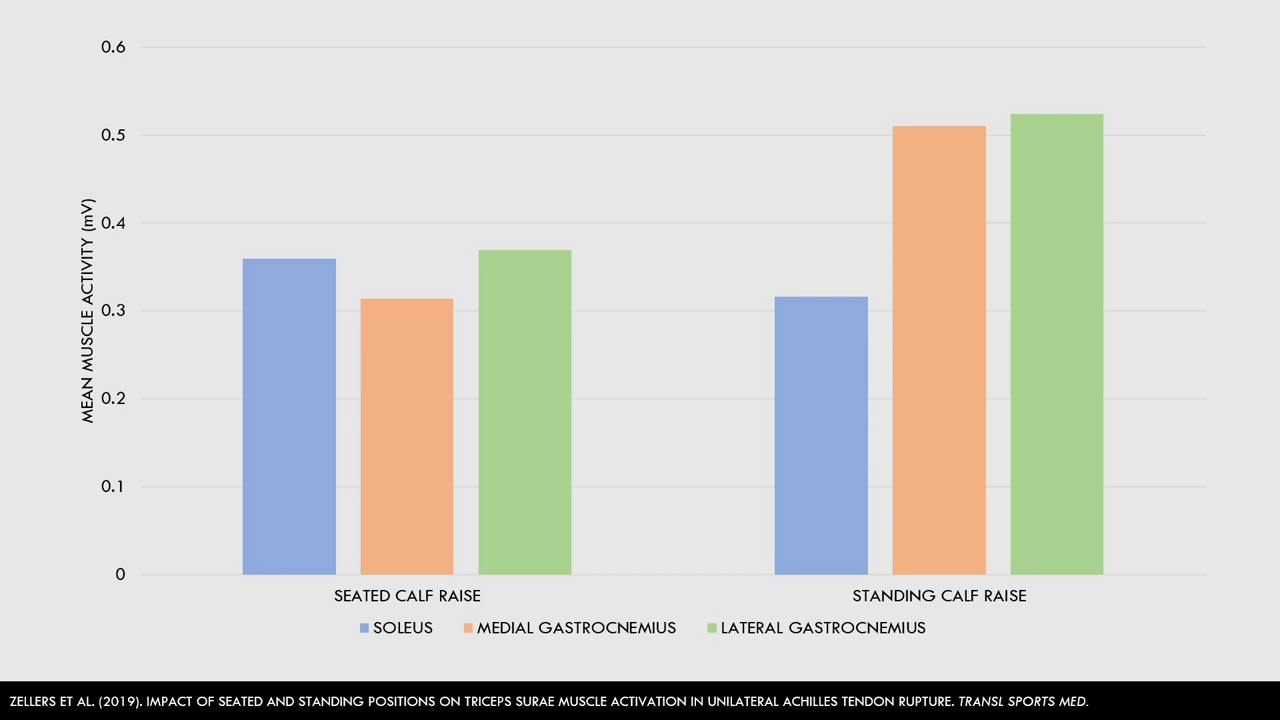 0.6
0.5
0.4
0.3
0.2
0.1
0
MEAN MUSCLE ACTIVITY (mV)
SEATED CALF RAISE
STANDING CALF RAISE
SOLEUS
MEDIAL GASTROCNEMIUS
LATERAL GASTROCNEMIUS
ZELLERS ET AL. (2019). IMPACT OF SEATED AND STANDING POSITIONS ON TRICEPS SURAE MUSCLE ACTIVATION IN UNILATERAL ACHILLES TENDON RUPTURE. TRANSL SPORTS MED.